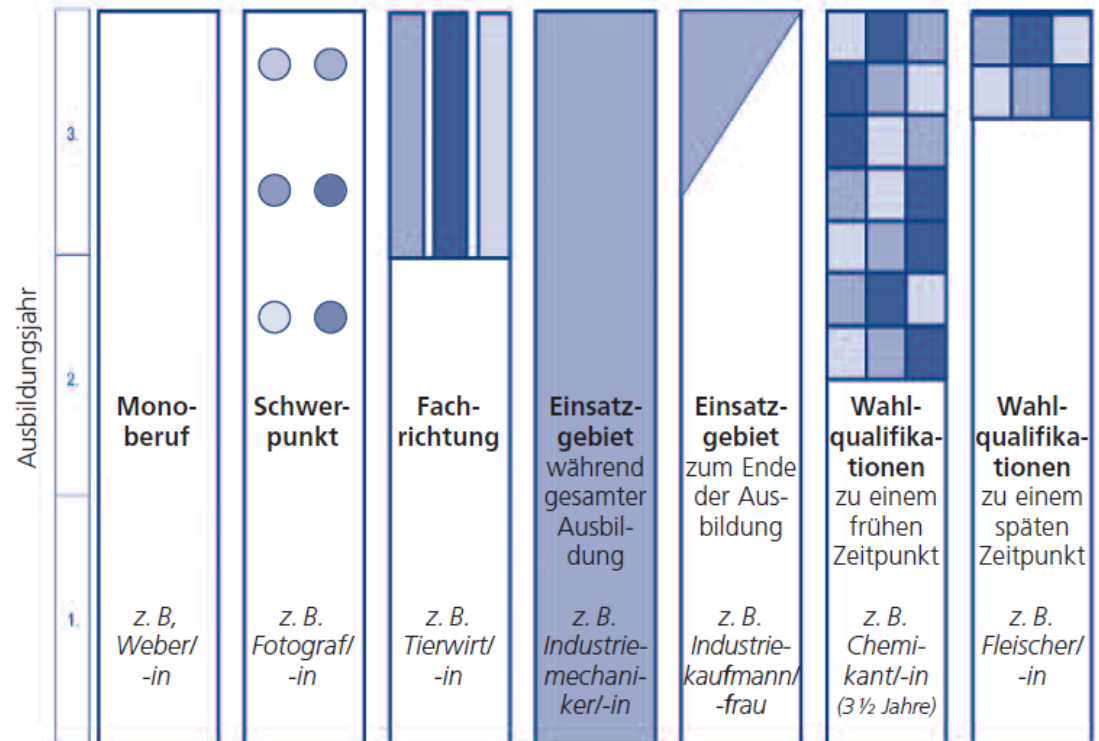 Ausbildungsjahr
3.
2.
1.
Mono-
beruf
z. B,
Weber/
-in
Schwer-
punkt
z. B.
Fotograf/
-in
Fach-
richtung
z. B.
Tierwirt/
-in
Einsatz-
gebiet
während
gesamter
Ausbil-
dung
z. B.
Industrie-
mechani-
ker/-in
Einsatz-
gebiet
zum Ende
der Aus-
bildung
z. B.
Industrie-
kaufmann/
-frau
Wahl-
qualifika-
tionen
zu einem
frühen
Zeitpunkt
z. B.
Chemi-
kant/-in
(3 ½ Jahre)
Wahl-
qualifika-
tionen
zu einem
späten
Zeitpunkt
z. B.
Fleischer/
-in